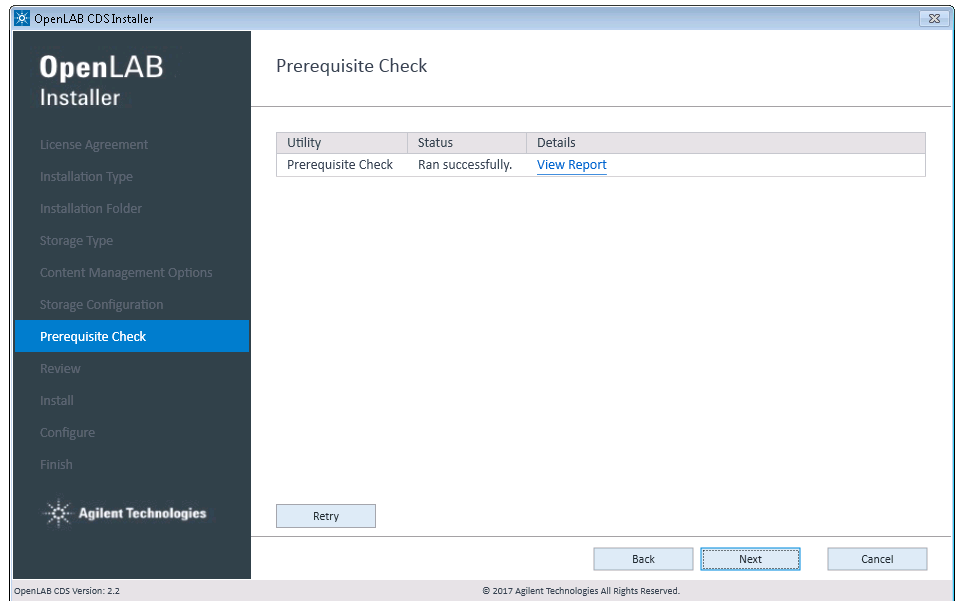 OpenLAB CDS Installer
OpenLAB
Installer
License Agreement
Installation Type
Installation Folder
Storage Type
Content Management Options
Storage Configuration
Prerequisite Check
Review
Install
Configure
Finish
Agilent Technologies
Prerequisite Check
Utility Status Details
Prerequisite Check Ran successfully. View Report
Retry
Back Next Cancel
OpenLAB CDS Version: 2.2 © 2017 Agilent Technologies All Rights Reserved.